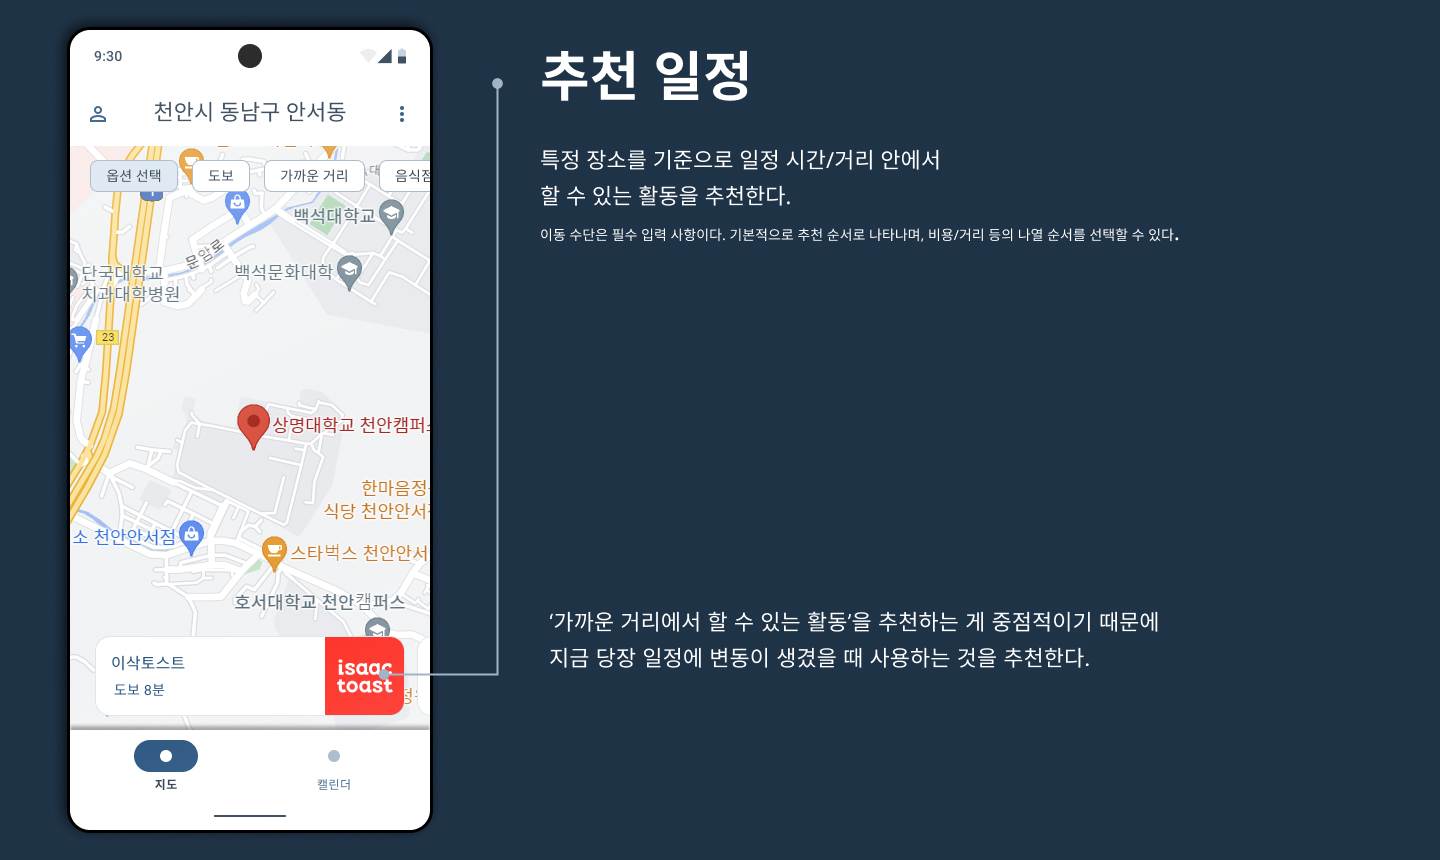 9:30
천안시 동남구 안서동
옵션 선택
도보
가까운 거리
음식점
백석대학교
문암로
백석문화대학
단국대학교
치과대학병원
23
상명대학교 천안캠퍼스
한마음정
식당 천안안서
소 천안안서점
스타벅스 천안안서
호서대학교 천안캠퍼스
이삭토스트
도보 8분
isaac
toast
지도
캘린더
추천 일정
특정 장소를 기준으로 일정 시간/거리 안에서
할 수 있는 활동을 추천한다.
이동 수단은 필수 입력 사항이다. 기본적으로 추천 순서로 나타나며, 비용/거리 등의 나열 순서를 선택할 수 있다.
‘가까운 거리에서 할 수 있는 활동’을 추천하는 게 중점적이기 때문에
지금 당장 일정에 변동이 생겼을 때 사용하는 것을 추천한다.